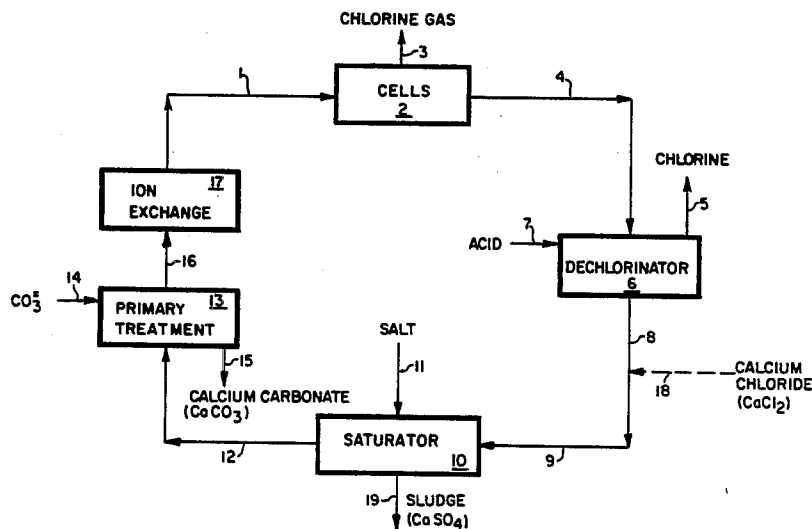 CHLORINE GAS
3
1
CELLS
2
4
CHLORINE
5
ION
EXCHANGE
17
7
ACID
DECHLORINATOR
6
16
14
CO₃⁼
PRIMARY
TREATMENT
13
8
SALT
11
15
CALCIUM CARBONATE
(CaCO₃)
18
CALCIUM
CHLORIDE
(CaCl₂)
12
SATURATOR
10
9
19
SLUDGE
(CaSO₄)